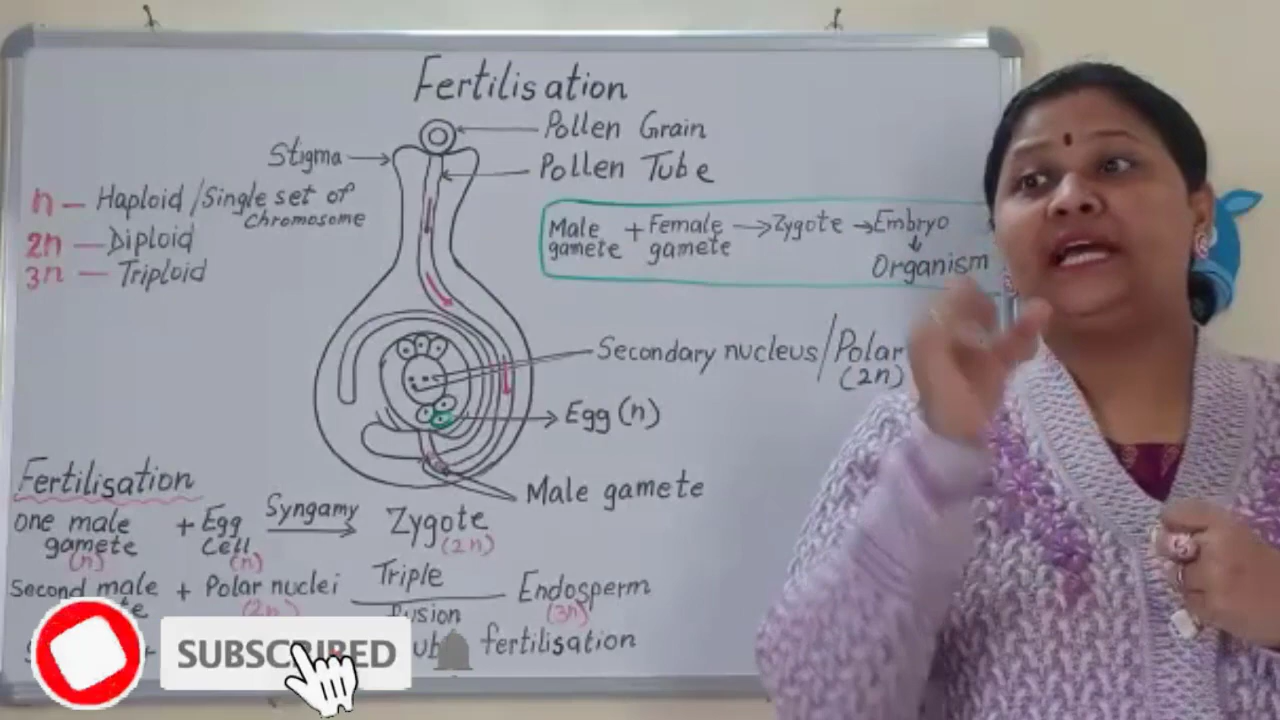 Fertilisation
Pollen Grain
Stigma
Pollen Tube
n — Haploid / Single set of
chromosome
2n — Diploid
3n — Triploid
Male + Female → Zygote → Embryo
gamete gamete ↓
Organism
Secondary nucleus / Polar
(2n)
Egg (n)
Male gamete
Fertilisation
one male + Egg Syngamy Zygote
gamete Cell (2n)
(n) (n)
Second male + Polar nuclei Triple Endosperm
(2n) (3n)
+ fertilisation
SUBSCRIBED